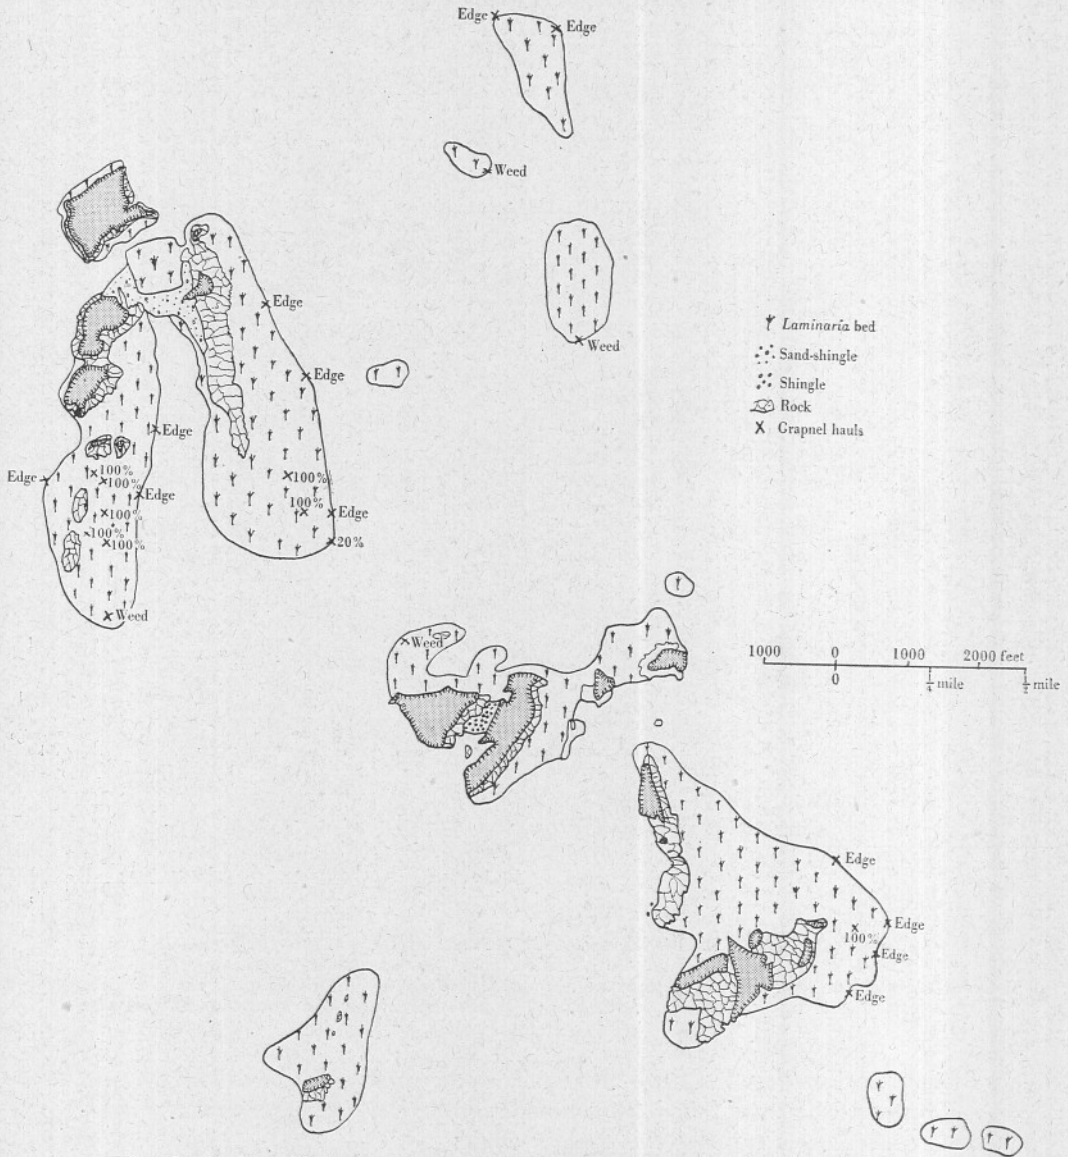 Edge
Edge
Weed
Edge
Weed
Edge
Edge
Edge
100%
100%
Edge
100%
100%
100%
100%
100%
Edge
20%
Weed
Laminaria bed
Sand-shingle
Shingle
Rock
Grapnel hauls
Weed
1000 0 1000 2000 feet
0 1/4 mile 1/2 mile
Edge
Edge
100%
Edge
Edge